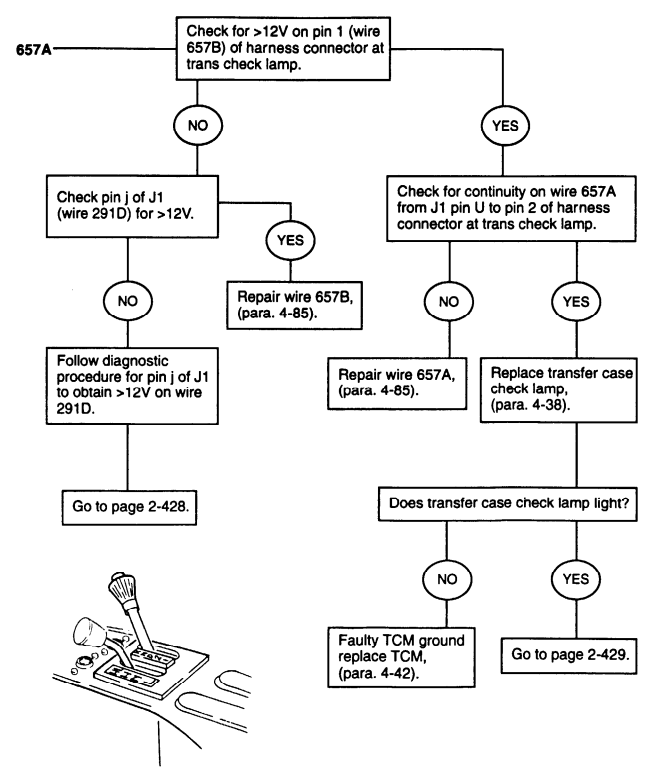 657A
Check for >12V on pin 1 (wire
657B) of harness connector at
trans check lamp.
NO
YES
Check pin j of J1
(wire 291D) for >12V.
YES
Check for continuity on wire 657A
from J1 pin U to pin 2 of harness
connector at trans check lamp.
NO
Repair wire 657B,
(para. 4-85).
NO
YES
Follow diagnostic
procedure for pin j of J1
to obtain >12V on wire
291D.
Repair wire 657A,
(para. 4-85).
Replace transfer case
check lamp,
(para. 4-38).
Go to page 2-428.
Does transfer case check lamp light?
NO
YES
Faulty TCM ground
replace TCM,
(para. 4-42).
Go to page 2-429.